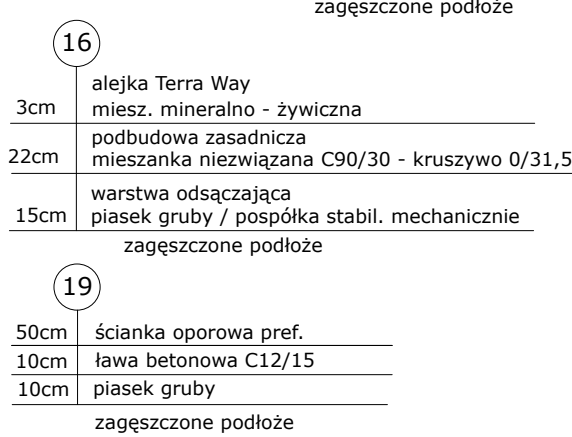 zagęszczone podłoże
16
alejka Terra Way
3cm miesz. mineralno - żywiczna
podbudowa zasadnicza
22cm mieszanka niezwiązana C90/30 - kruszywo 0/31,5
warstwa odsączająca
15cm piasek gruby / pospółka stabil. mechanicznie
zagęszczone podłoże
19
50cm ścianka oporowa pref.
10cm ława betonowa C12/15
10cm piasek gruby
zagęszczone podłoże